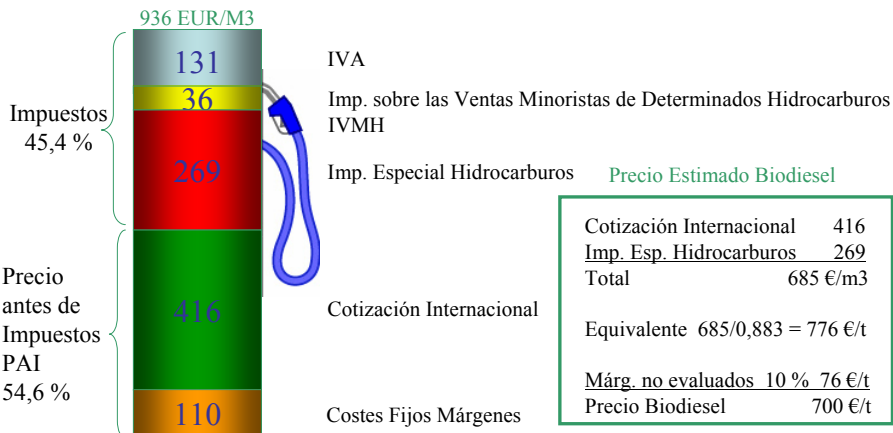 936 EUR/M3
131
IVA
36
Imp. sobre las Ventas Minoristas de Determinados Hidrocarburos
IVMH
Impuestos
45,4 %
269
Imp. Especial Hidrocarburos
Precio
antes de
Impuestos
PAI
54,6 %
416
Cotización Internacional
110
Costes Fijos Márgenes
Precio Estimado Biodiesel
Cotización Internacional 416
Imp. Esp. Hidrocarburos 269
Total 685 €/m3
Equivalente 685/0,883 = 776 €/t
Márg. no evaluados 10 % 76 €/t
Precio Biodiesel 700 €/t